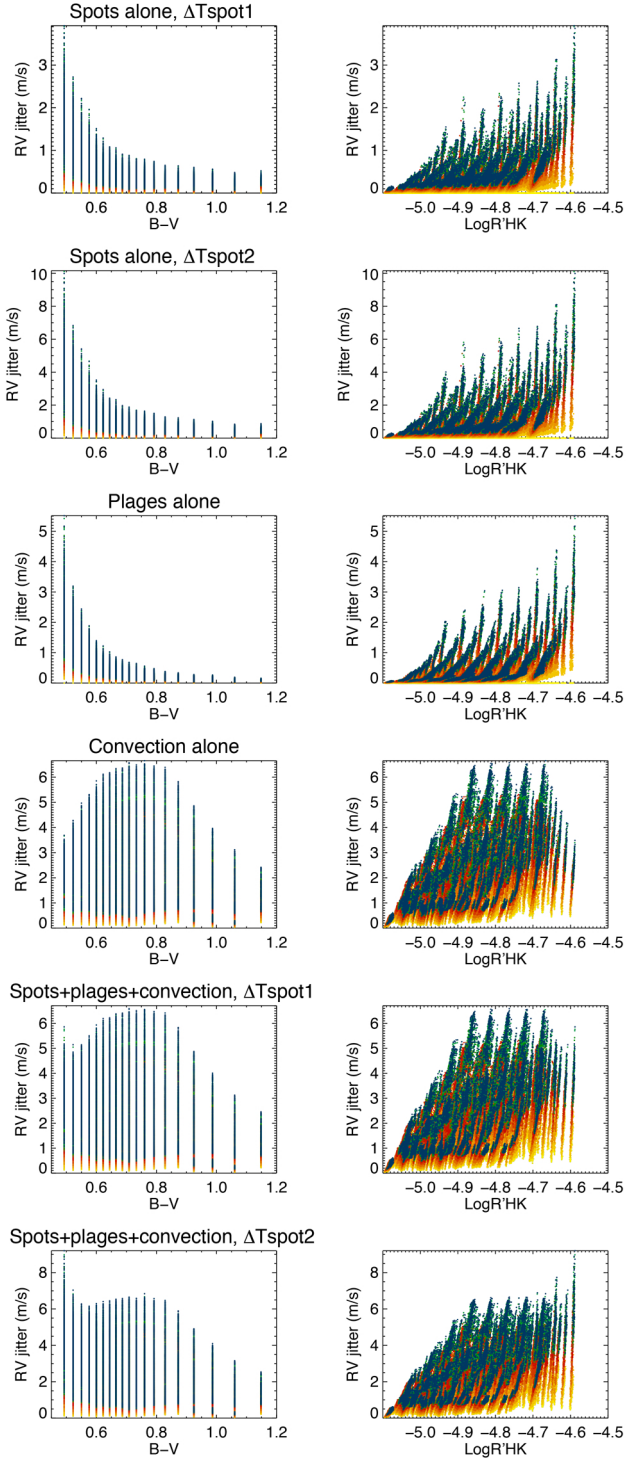 Spots alone, ΔTspot1
RV jitter (m/s)
3
2
1
0
0.6 0.8 1.0 1.2
B−V
RV jitter (m/s)
3
2
1
0
−5.0 −4.9 −4.8 −4.7 −4.6 −4.5
LogR'HK
Spots alone, ΔTspot2
RV jitter (m/s)
10
8
6
4
2
0
0.6 0.8 1.0 1.2
B−V
RV jitter (m/s)
10
8
6
4
2
0
−5.0 −4.9 −4.8 −4.7 −4.6 −4.5
LogR'HK
Plages alone
RV jitter (m/s)
5
4
3
2
1
0
0.6 0.8 1.0 1.2
B−V
RV jitter (m/s)
5
4
3
2
1
0
−5.0 −4.9 −4.8 −4.7 −4.6 −4.5
LogR'HK
Convection alone
RV jitter (m/s)
6
5
4
3
2
1
0
0.6 0.8 1.0 1.2
B−V
RV jitter (m/s)
6
5
4
3
2
1
0
−5.0 −4.9 −4.8 −4.7 −4.6 −4.5
LogR'HK
Spots+plages+convection, ΔTspot1
RV jitter (m/s)
6
5
4
3
2
1
0
0.6 0.8 1.0 1.2
B−V
RV jitter (m/s)
6
5
4
3
2
1
0
−5.0 −4.9 −4.8 −4.7 −4.6 −4.5
LogR'HK
Spots+plages+convection, ΔTspot2
RV jitter (m/s)
8
6
4
2
0
0.6 0.8 1.0 1.2
B−V
RV jitter (m/s)
8
6
4
2
0
−5.0 −4.9 −4.8 −4.7 −4.6 −4.5
LogR'HK